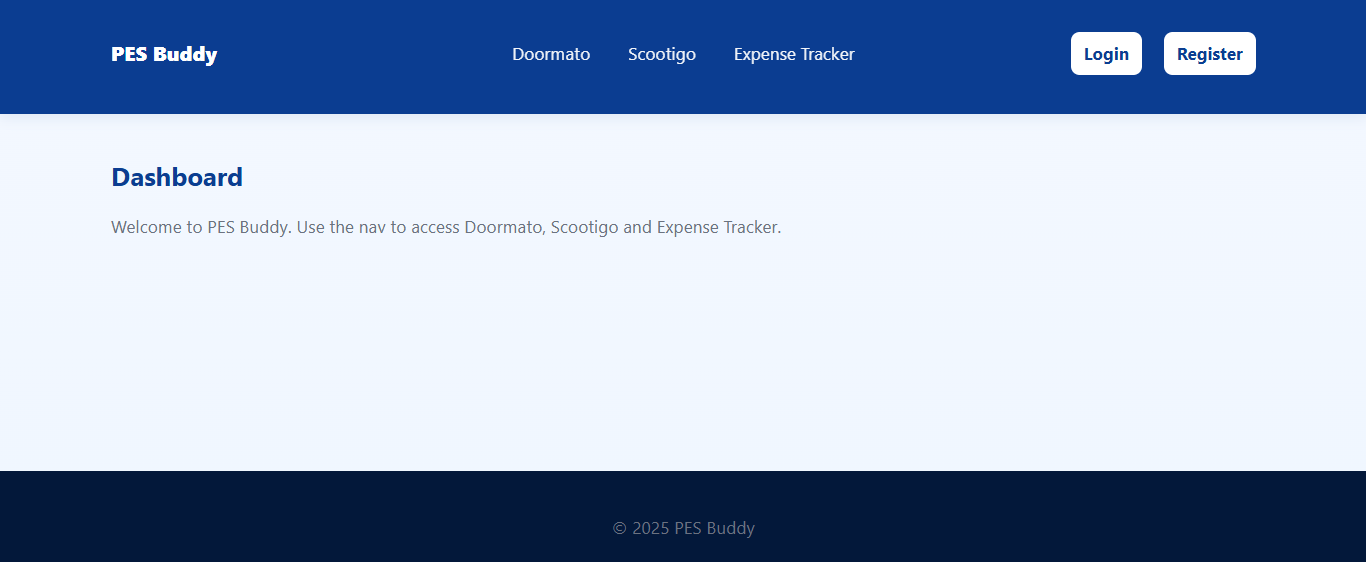 PES Buddy Doormato Scootigo Expense Tracker Login Register
Dashboard
Welcome to PES Buddy. Use the nav to access Doormato, Scootigo and Expense Tracker.
© 2025 PES Buddy